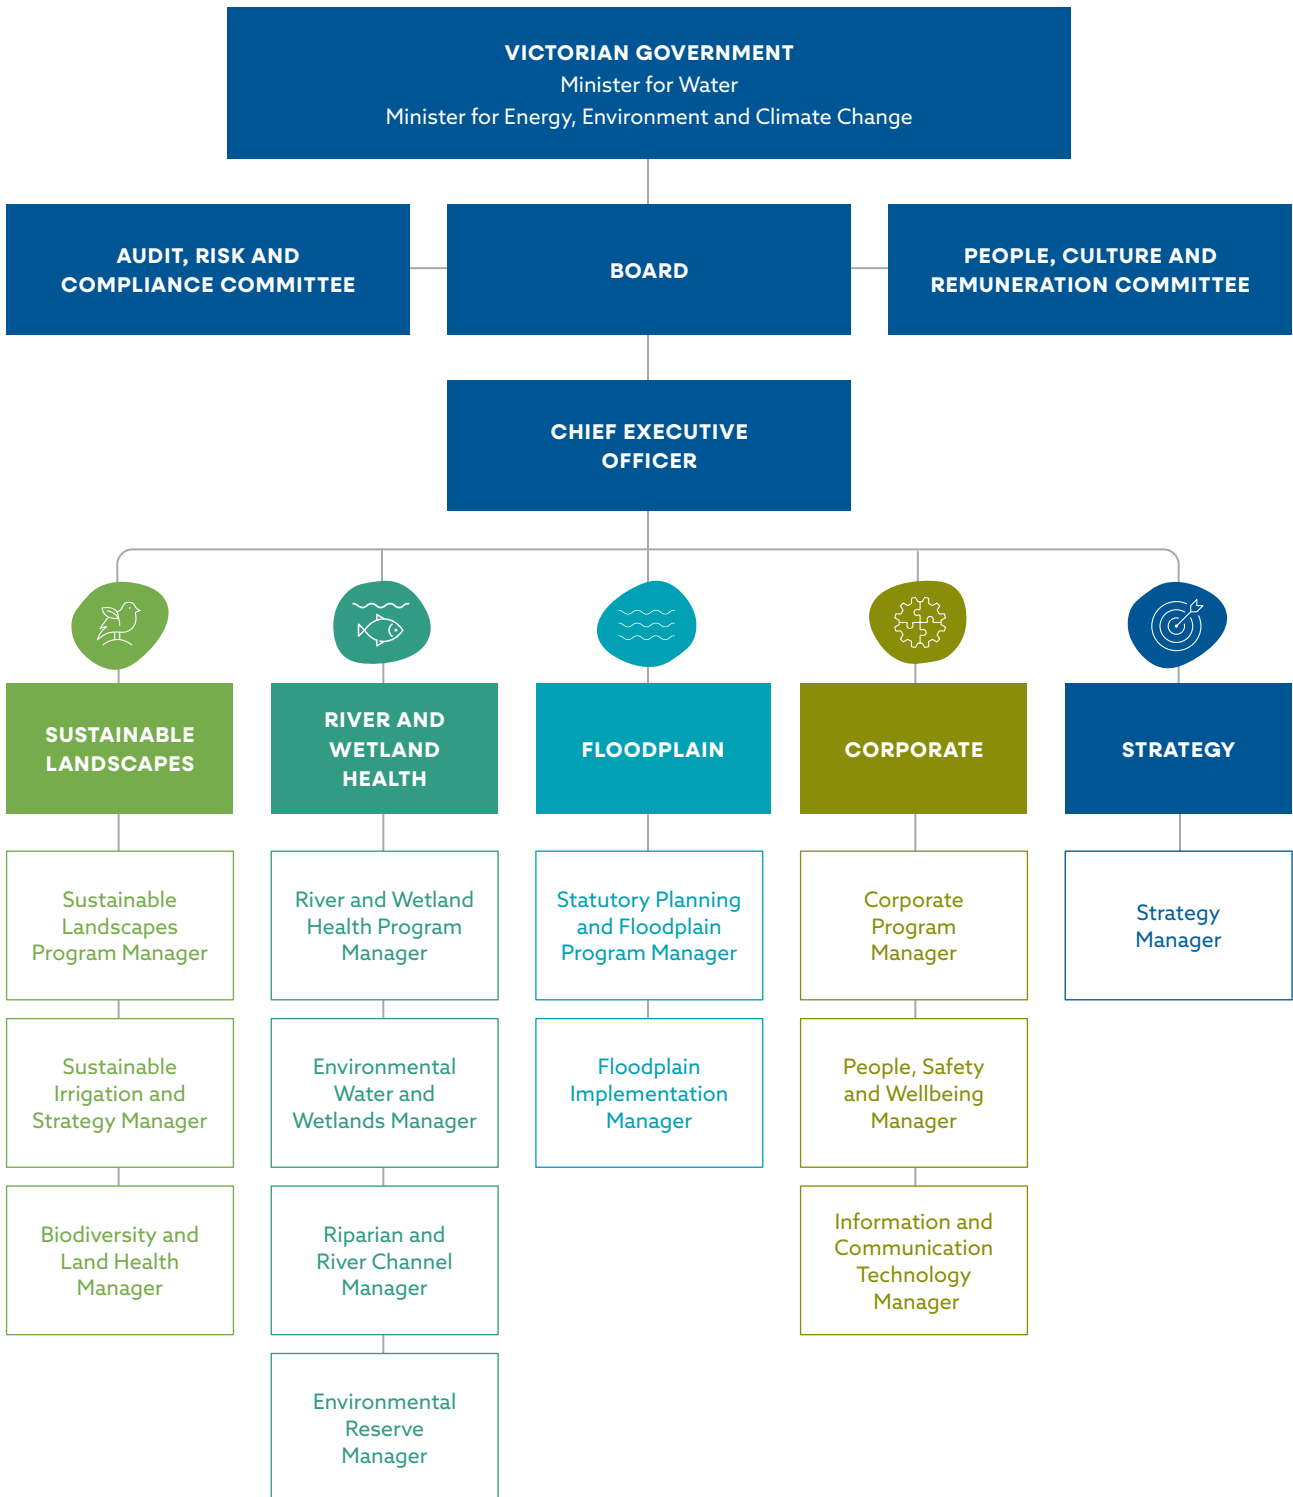 VICTORIAN GOVERNMENT
Minister for Water
Minister for Energy, Environment and Climate Change
AUDIT, RISK AND
COMPLIANCE COMMITTEE
BOARD
PEOPLE, CULTURE AND
REMUNERATION COMMITTEE
CHIEF EXECUTIVE
OFFICER
SUSTAINABLE
LANDSCAPES
RIVER AND
WETLAND
HEALTH
FLOODPLAIN
CORPORATE
STRATEGY
Sustainable
Landscapes
Program Manager
River and Wetland
Health Program
Manager
Statutory Planning
and Floodplain
Program Manager
Corporate
Program
Manager
Strategy
Manager
Sustainable
Irrigation and
Strategy Manager
Environmental
Water and
Wetlands Manager
Floodplain
Implementation
Manager
People, Safety
and Wellbeing
Manager
Biodiversity and
Land Health
Manager
Riparian and
River Channel
Manager
Information and
Communication
Technology
Manager
Environmental
Reserve
Manager